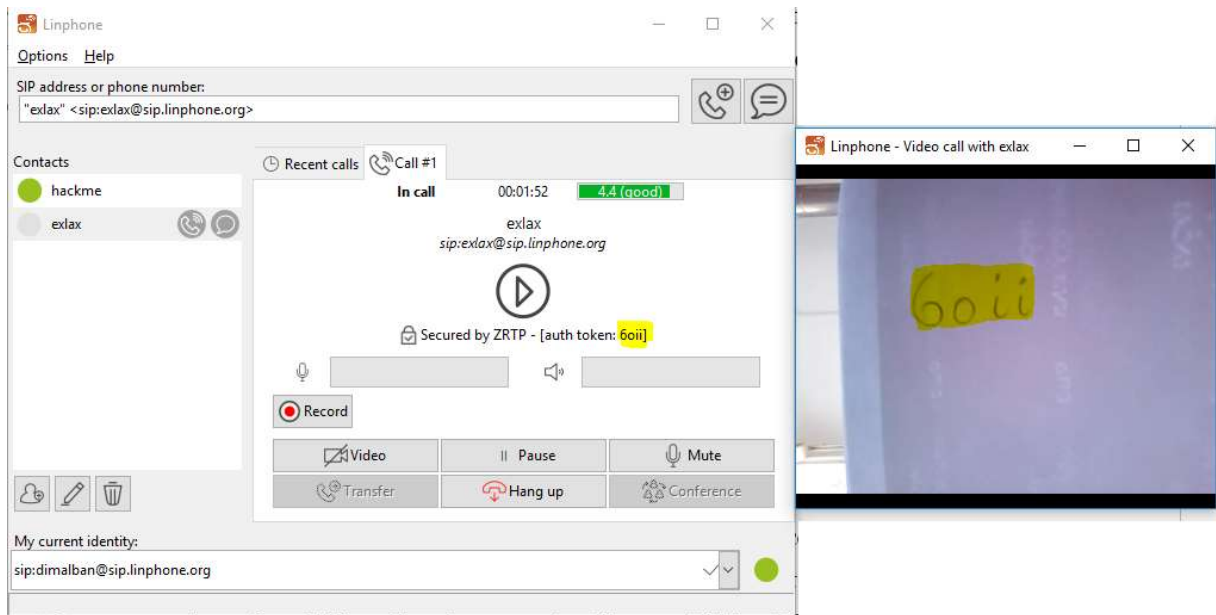 Linphone
Options Help
SIP address or phone number:
"exlax" <sip:exlax@sip.linphone.org>
Contacts
hackme
exlax
Recent calls
Call #1
In call 00:01:52 4.4 (good)
exlax
sip:exlax@sip.linphone.org
Secured by ZRTP - [auth token: 6oii]
Record
Video
Pause
Mute
Transfer
Hang up
Conference
My current identity:
sip:dimalban@sip.linphone.org
Linphone - Video call with exlax
6oii